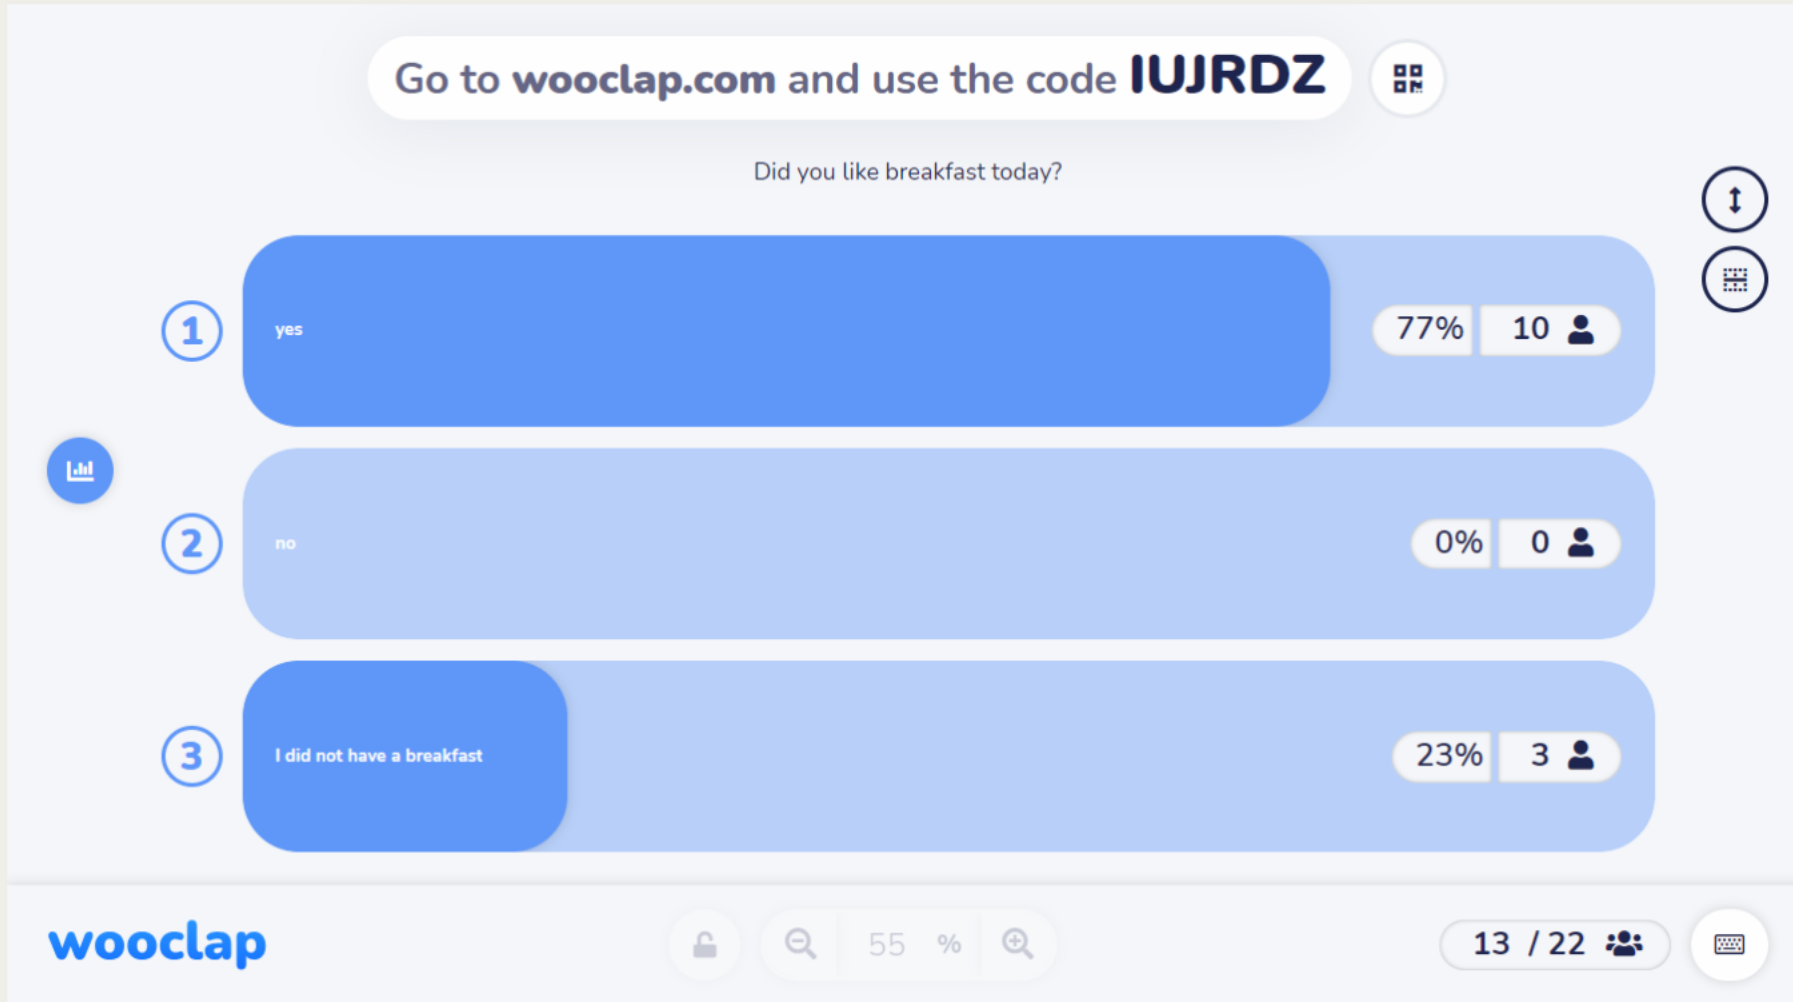 Go to wooclap.com and use the code IUJRDZ
Did you like breakfast today?
1 yes 77% 10
2 no 0% 0
3 I did not have a breakfast 23% 3
wooclap 55 % 13 / 22